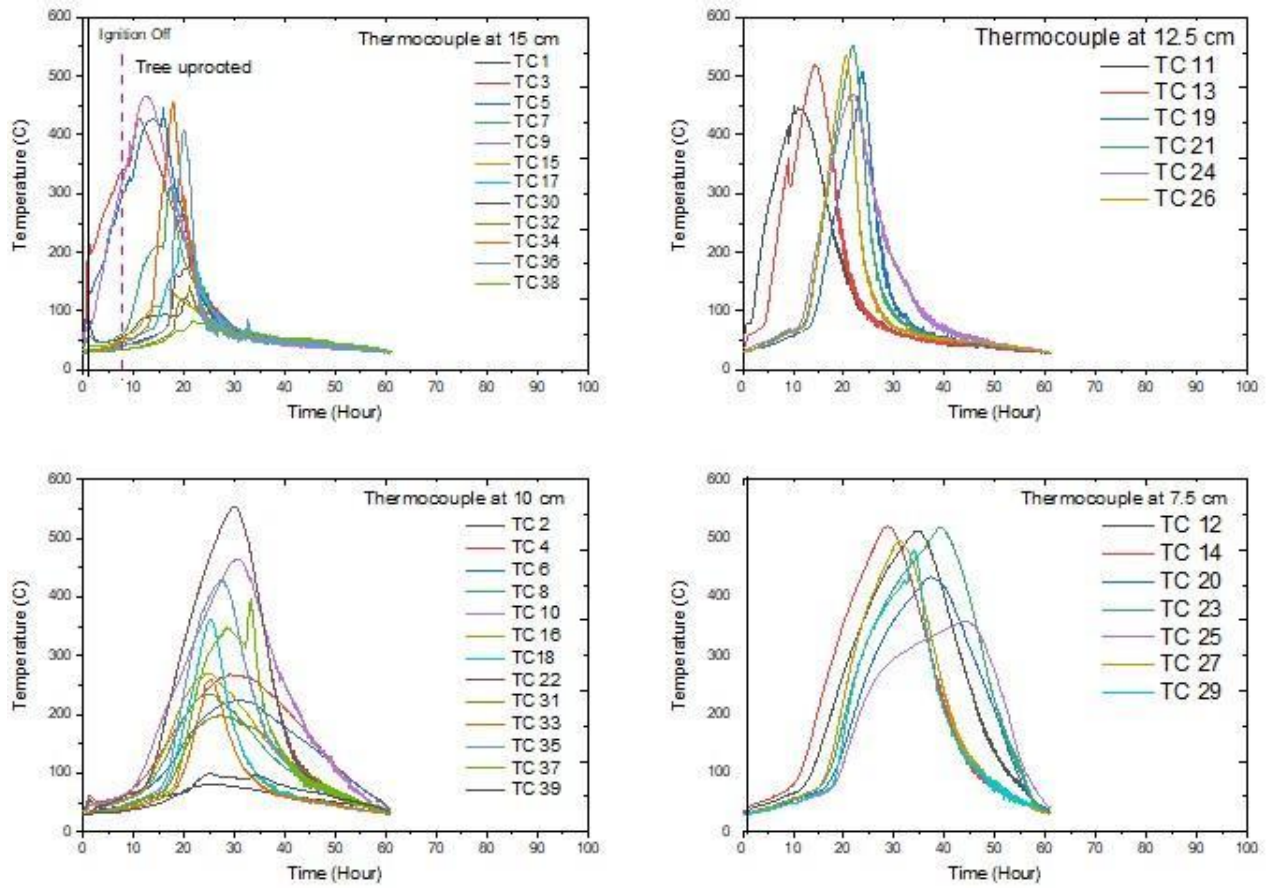 Temperature (C)
600
500
400
300
200
100
0
Ignition Off
Tree uprooted
Thermocouple at 15 cm
TC 1
TC 3
TC 5
TC 7
TC 9
TC 15
TC 17
TC 30
TC 32
TC 34
TC 36
TC 38
0 10 20 30 40 50 60 70 80 90 100
Time (Hour)
Temperature (C)
600
500
400
300
200
100
0
Thermocouple at 12.5 cm
TC 11
TC 13
TC 19
TC 21
TC 24
TC 26
0 10 20 30 40 50 60 70 80 90 100
Time (Hour)
Temperature (C)
600
500
400
300
200
100
0
Thermocouple at 10 cm
TC 2
TC 4
TC 6
TC 8
TC 10
TC 16
TC 18
TC 22
TC 31
TC 33
TC 35
TC 37
TC 39
0 10 20 30 40 50 60 70 80 90 100
Time (Hour)
Temperature (C)
600
500
400
300
200
100
0
Thermocouple at 7.5 cm
TC 12
TC 14
TC 20
TC 23
TC 25
TC 27
TC 29
0 10 20 30 40 50 60 70 80 90 100
Time (Hour)